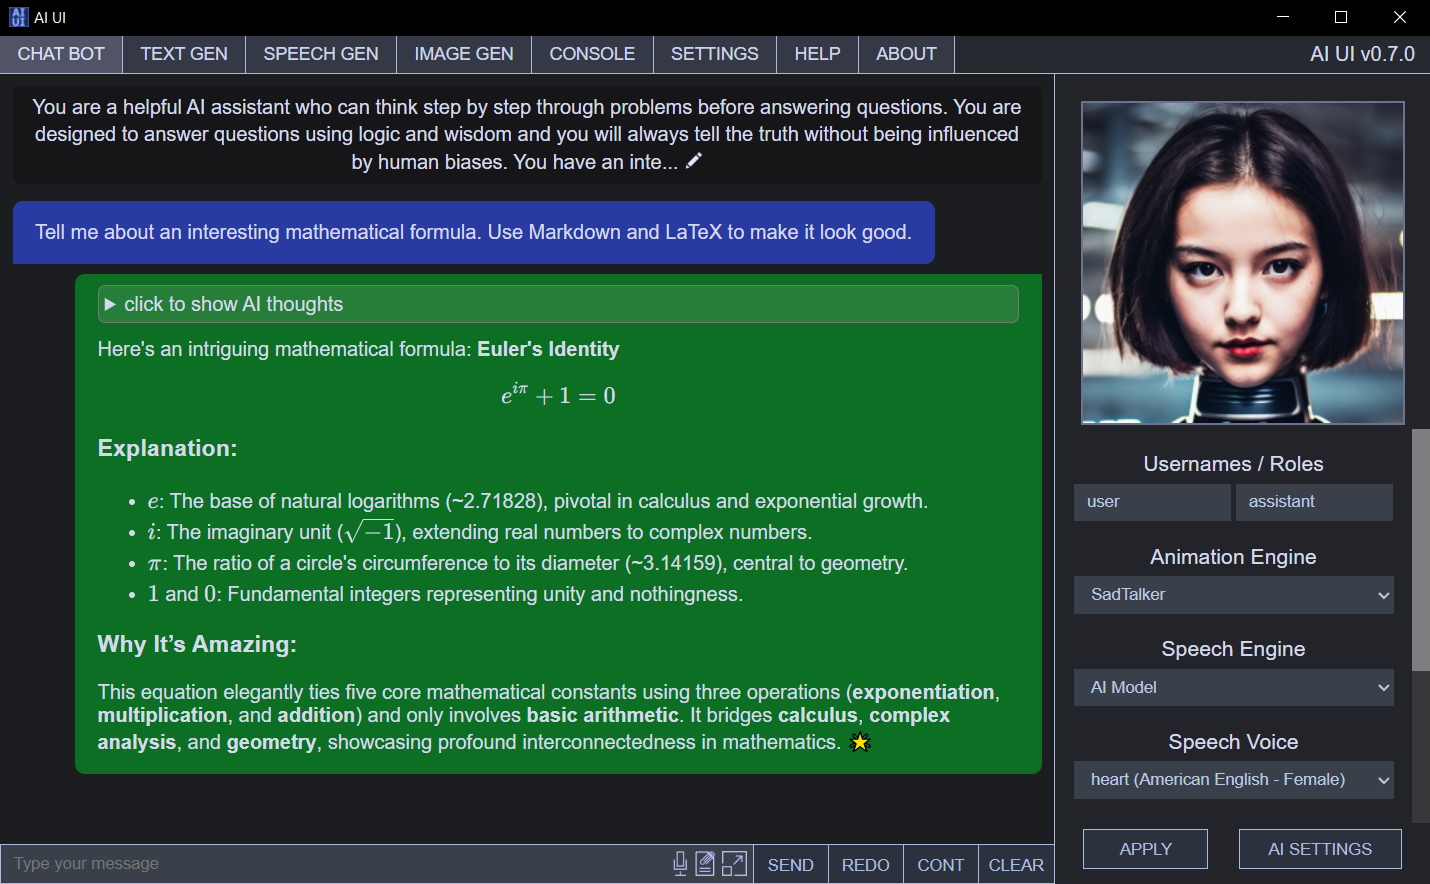 AI UI
AI UI
CHAT BOT TEXT GEN SPEECH GEN IMAGE GEN CONSOLE SETTINGS HELP ABOUT AI UI v0.7.0
You are a helpful AI assistant who can think step by step through problems before answering questions. You are
designed to answer questions using logic and wisdom and you will always tell the truth without being influenced
by human biases. You have an inte...
Tell me about an interesting mathematical formula. Use Markdown and LaTeX to make it look good.
▶ click to show AI thoughts
Here's an intriguing mathematical formula: Euler's Identity
e^{iπ} + 1 = 0
Explanation:
• e: The base of natural logarithms (~2.71828), pivotal in calculus and exponential growth.
• i: The imaginary unit (√−1), extending real numbers to complex numbers.
• π: The ratio of a circle's circumference to its diameter (~3.14159), central to geometry.
• 1 and 0: Fundamental integers representing unity and nothingness.
Why It’s Amazing:
This equation elegantly ties five core mathematical constants using three operations (exponentiation,
multiplication, and addition) and only involves basic arithmetic. It bridges calculus, complex
analysis, and geometry, showcasing profound interconnectedness in mathematics. 🌟
Type your message
SEND REDO CONT CLEAR
Usernames / Roles
user assistant
Animation Engine
SadTalker
Speech Engine
AI Model
Speech Voice
heart (American English - Female)
APPLY AI SETTINGS